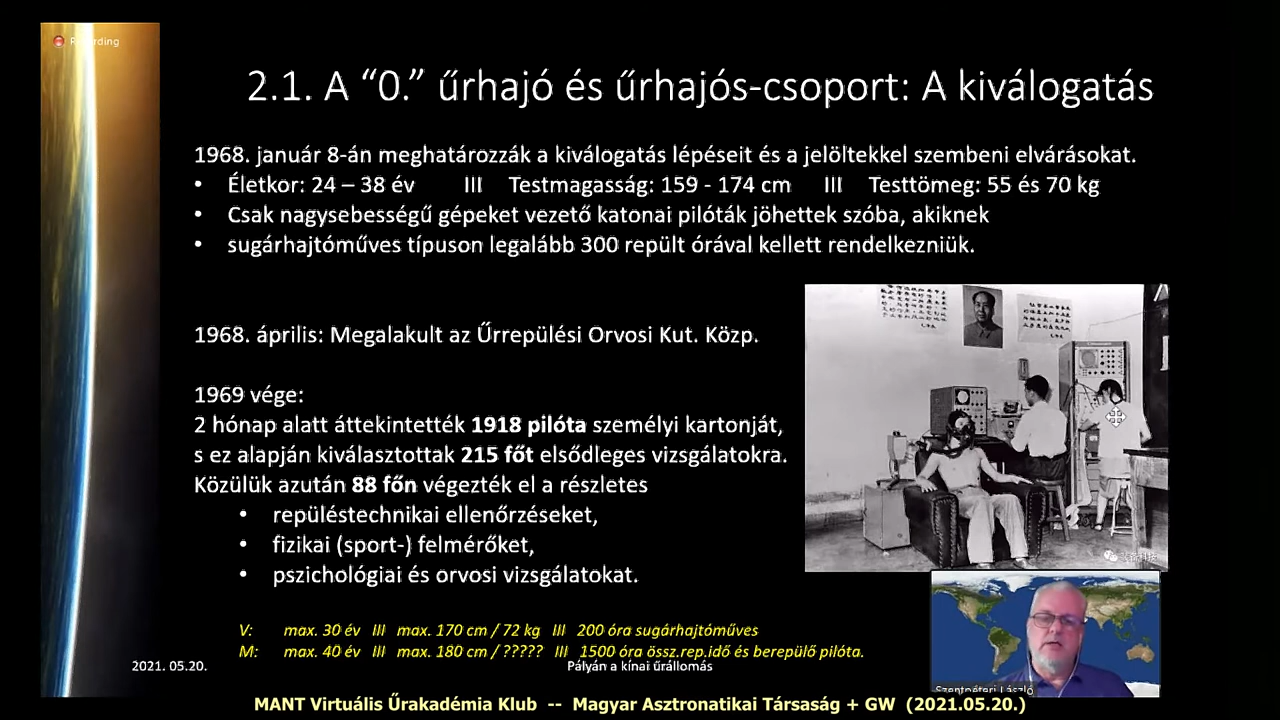 Recording
2.1. A “0.” űrhajó és űrhajós-csoport: A kiválogatás
1968. január 8-án meghatározzák a kiválogatás lépéseit és a jelöltekkel szembeni elvárásokat.
• Életkor: 24 – 38 év III Testmagasság: 159 - 174 cm III Testtömeg: 55 és 70 kg
• Csak nagysebességű gépeket vezető katonai pilóták jöhettek szóba, akiknek
• sugárhajtóműves típuson legalább 300 repült órával kellett rendelkezniük.
1968. április: Megalakult az Űrrepülési Orvosi Kut. Közp.
1969 vége:
2 hónap alatt áttekintették 1918 pilóta személyi kartonját,
s ez alapján kiválasztottak 215 főt elsődleges vizsgálatokra.
Közülük azután 88 főn végezték el a részletes
• repüléstechnikai ellenőrzéseket,
• fizikai (sport-) felmérőket,
• pszichológiai és orvosi vizsgálatokat.
V: max. 30 év III max. 170 cm / 72 kg III 200 óra sugárhajtóműves
M: max. 40 év III max. 180 cm / ????? III 1500 óra össz.rep.idő és berepülő pilóta.
2021. 05.20.
Pályán a kínai űrállomás
Szentpéteri László
MANT Virtuális Űrakadémia Klub -- Magyar Asztronatikai Társaság + GW (2021.05.20.)